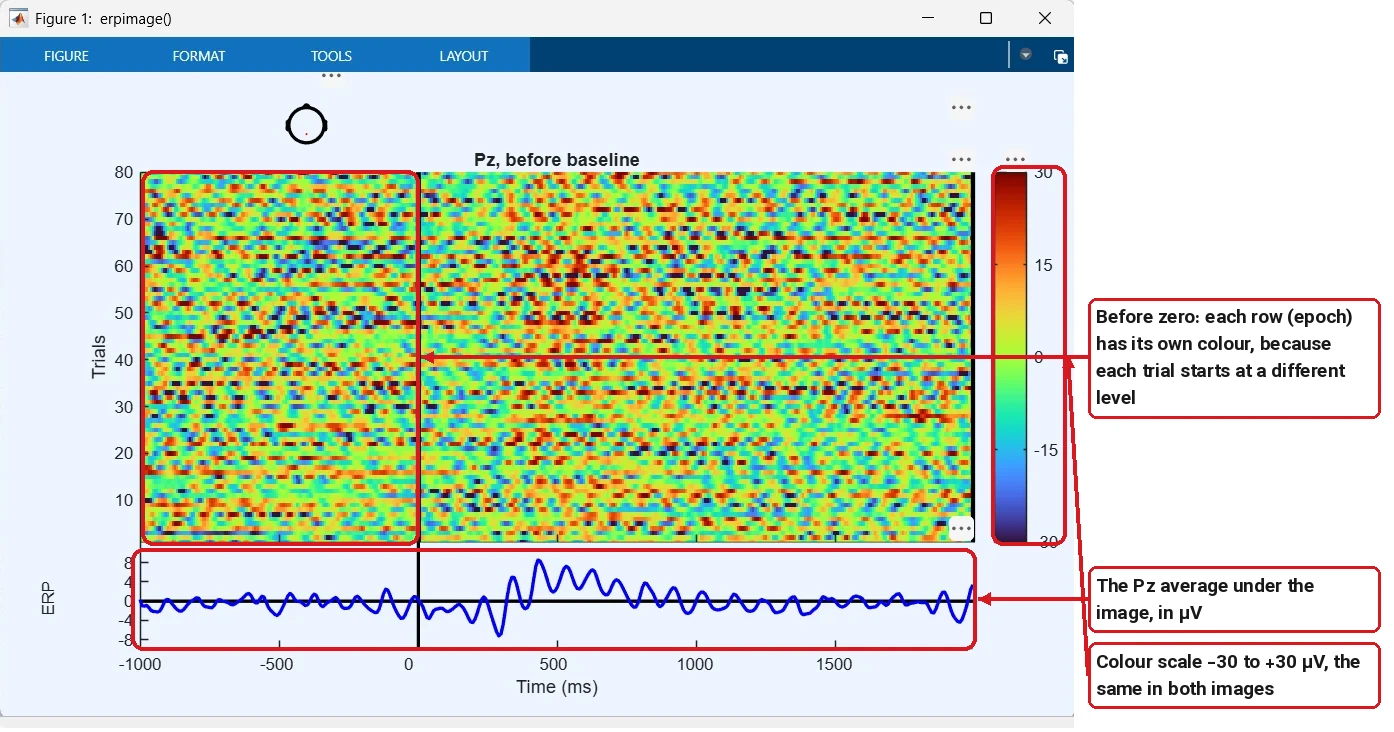 Figure 1: erpimage()
FIGURE FORMAT TOOLS LAYOUT
Pz, before baseline
80
70
60
50
40
30
20
10
Trials
30
15
0
-15
-30
Before zero: each row (epoch)
has its own colour, because
each trial starts at a different
level
8
4
0
-4
-8
ERP
-1000 -500 0 500 1000 1500
Time (ms)
The Pz average under the
image, in µV
Colour scale −30 to +30 µV, the
same in both images